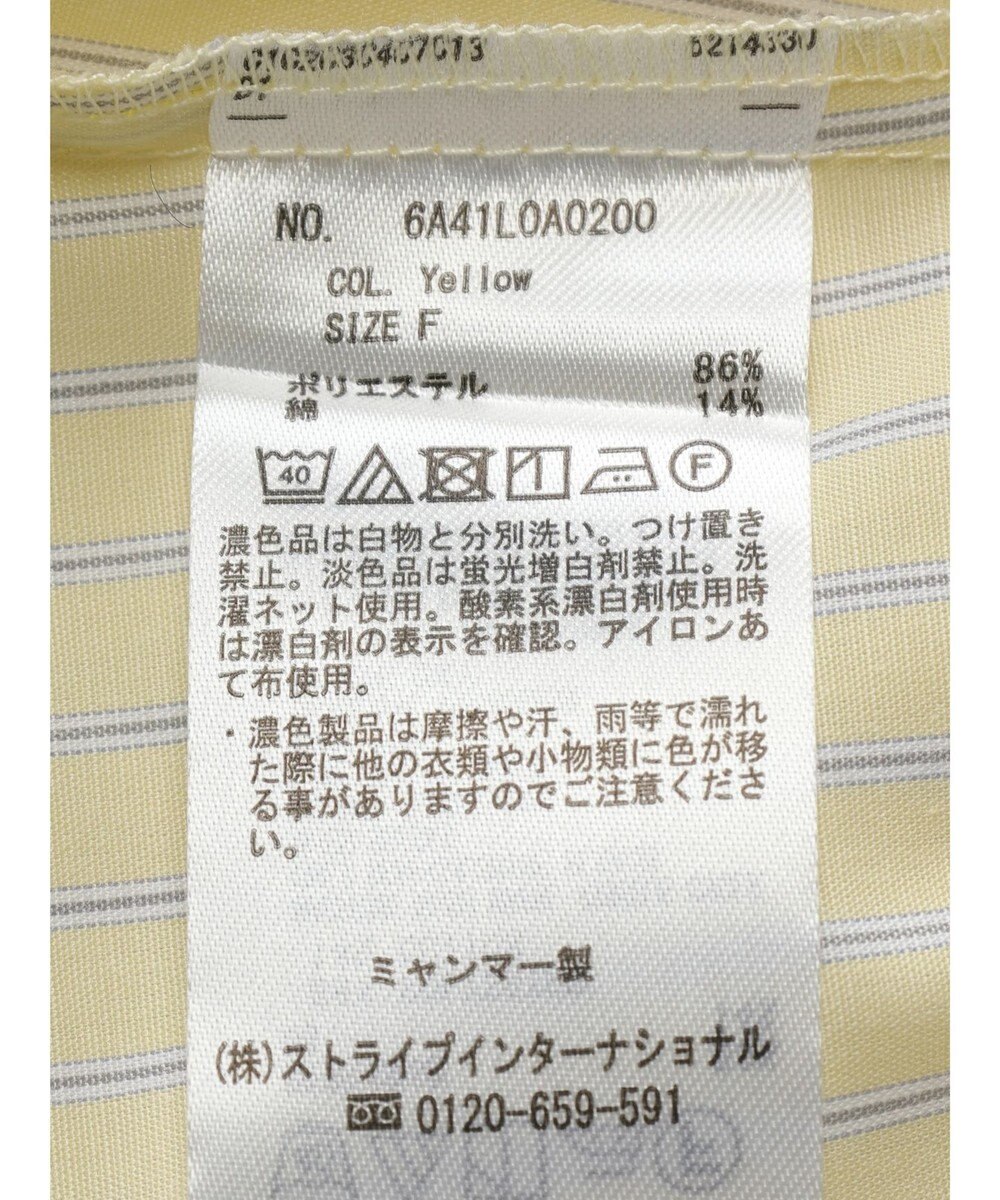 NO. 6A41L0A0200
COL. Yellow
SIZE F
ポリエステル 86%
綿 14%
40 F
濃色品は白物と分別洗い。つけ置き
禁止。淡色品は蛍光増白剤禁止。洗
濯ネット使用。酸素系漂白剤使用時
は漂白剤の表示を確認。アイロンあ
て布使用。
・濃色製品は摩擦や汗、雨等で濡れ
た際に他の衣類や小物類に色が移
る事がありますのでご注意くださ
い。
ミャンマー製
(株)ストライプインターナショナル
0120-659-591